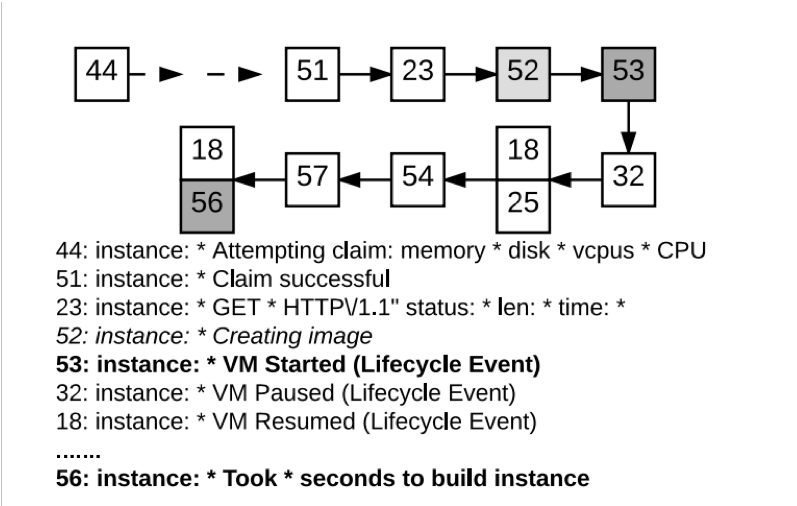 44 51 23 52 53
18 18
57 54 32
56 25
44: instance: * Attempting claim: memory * disk * vcpus * CPU
51: instance: * Claim successful
23: instance: * GET * HTTP\/1.1" status: * len: * time: *
52: instance: * Creating image
53: instance: * VM Started (Lifecycle Event)
32: instance: * VM Paused (Lifecycle Event)
18: instance: * VM Resumed (Lifecycle Event)
.......
56: instance: * Took * seconds to build instance